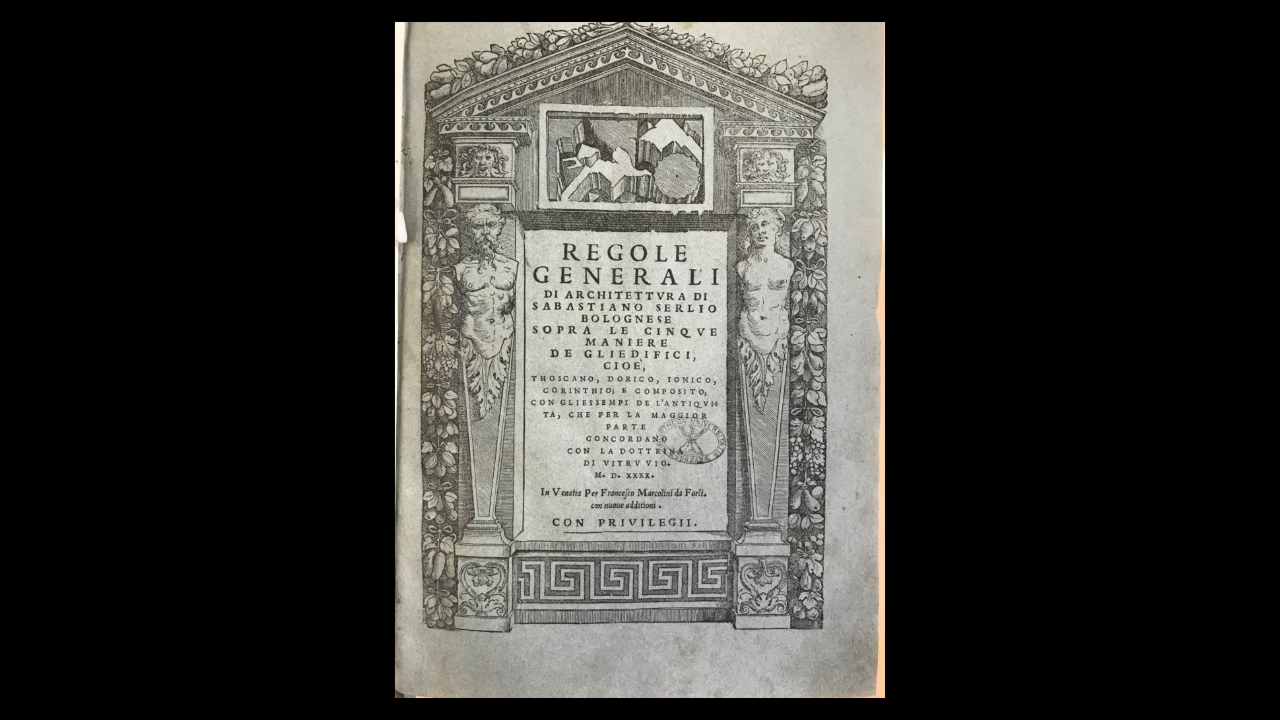 REGOLE
GENERALI
DI ARCHITETTVRA DI
SABASTIANO SERLIO
BOLOGNESE
SOPRA LE CINQVE
MANIERE
DE GLIEDIFICI,
CIOÈ,
THOSCANO, DORICO, IONICO,
CORINTHIO, E COMPOSITO,
CON GLIESSEMPI DE L'ANTIQVI-
TA, CHE PER LA MAGGIOR
PARTE
CONCORDANO
CON LA DOTTRINA
DI VITRVVIO.
M. D. XXXX.
In Venetia Per Francesco Marcolini da Forlì.
con nuoue additioni.
CON PRIVILEGII.